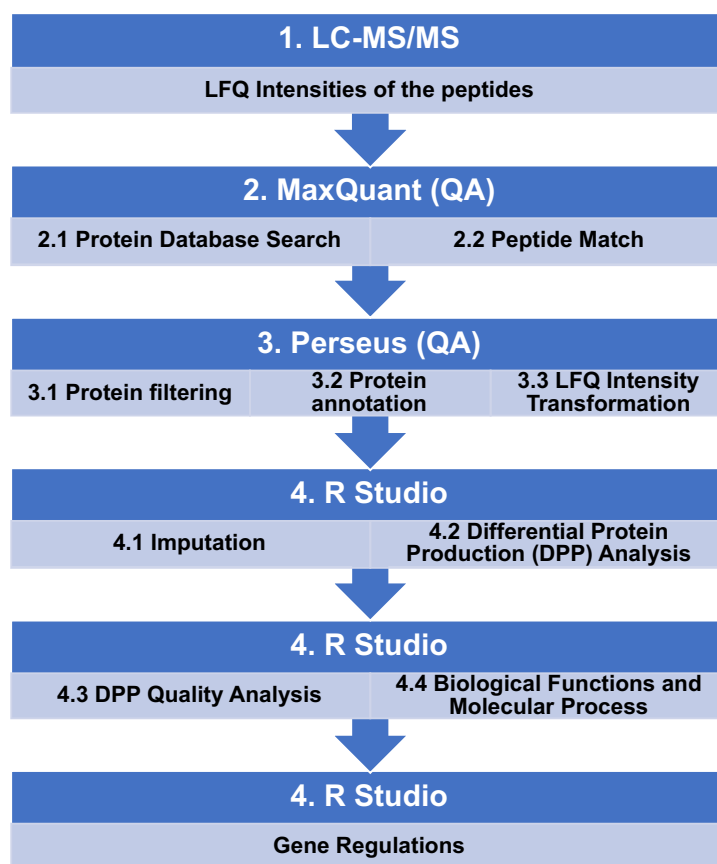 1. LC-MS/MS
LFQ Intensities of the peptides
2. MaxQuant (QA)
2.1 Protein Database Search
2.2 Peptide Match
3. Perseus (QA)
3.1 Protein filtering
3.2 Protein
annotation
3.3 LFQ Intensity
Transformation
4. R Studio
4.1 Imputation
4.2 Differential Protein
Production (DPP) Analysis
4. R Studio
4.3 DPP Quality Analysis
4.4 Biological Functions and
Molecular Process
4. R Studio
Gene Regulations